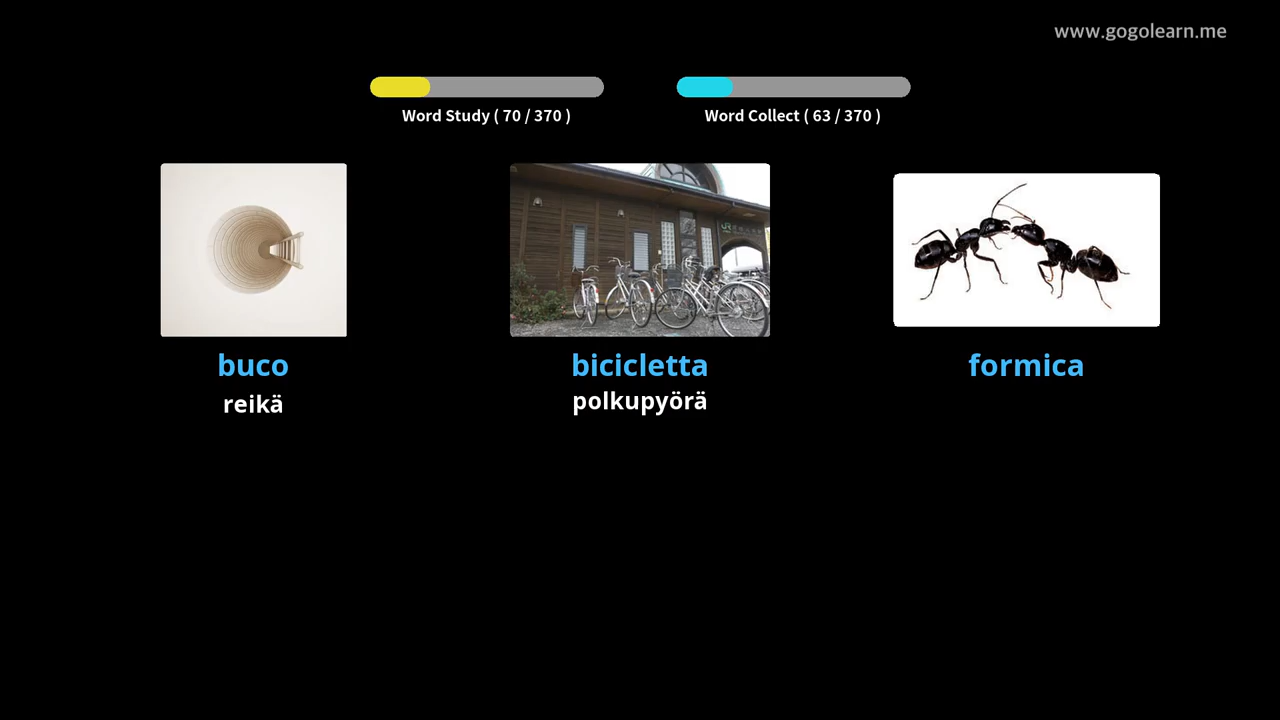 www.gogolearn.me
Word Study ( 70 / 370 )
Word Collect ( 63 / 370 )
buco
reikä
bicicletta
polkupyörä
formica